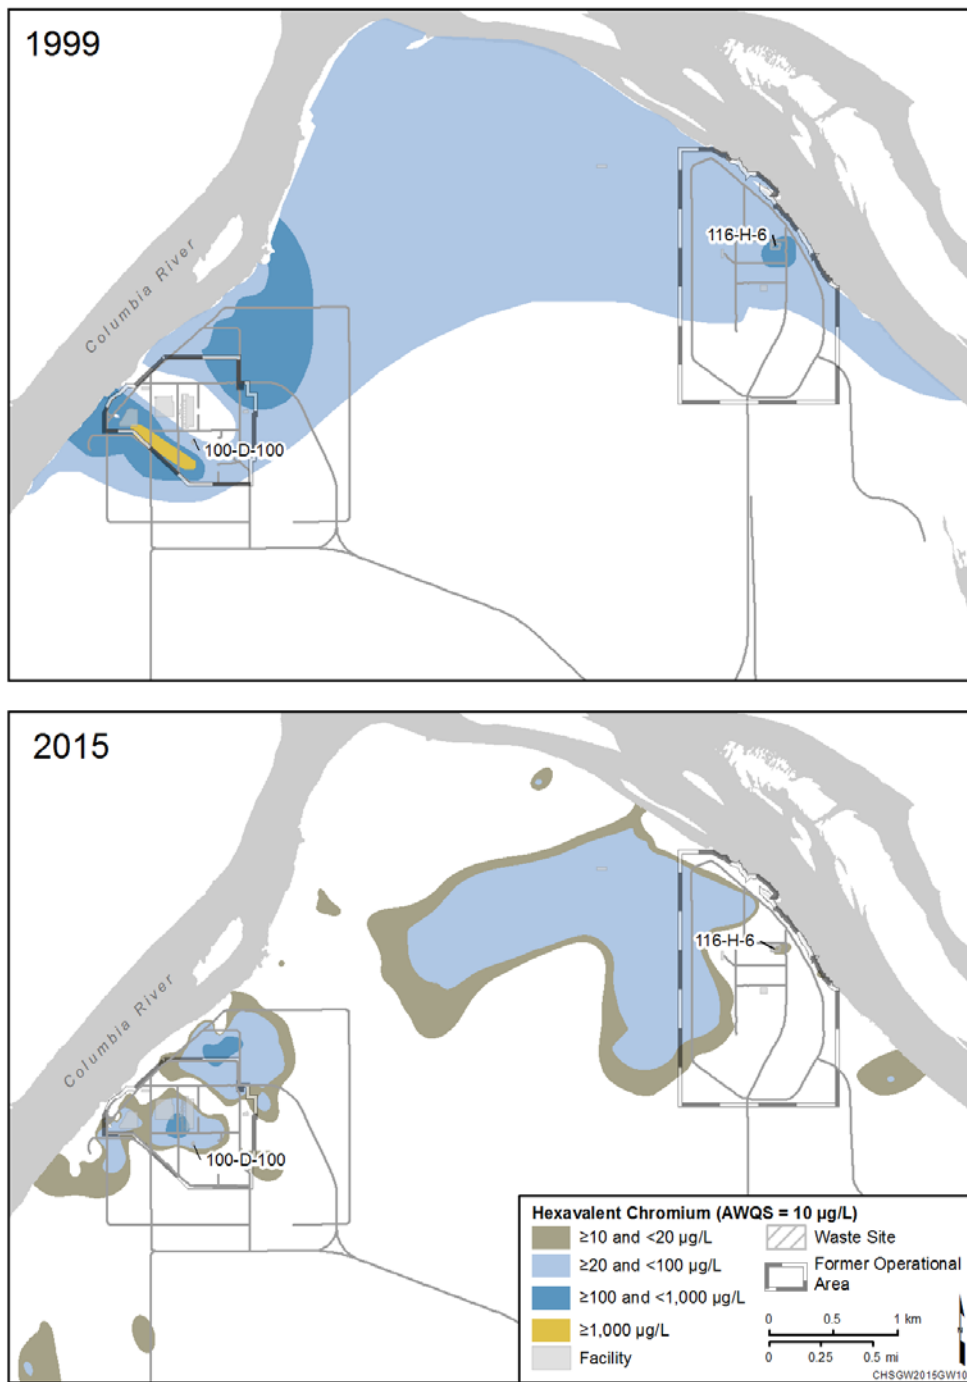 1999
Columbia River
116-H-6
100-D-100
2015
Columbia River
116-H-6
100-D-100
Hexavalent Chromium (AWQS = 10 µg/L)
≥10 and <20 µg/L
≥20 and <100 µg/L
≥100 and <1,000 µg/L
≥1,000 µg/L
Facility
Waste Site
Former Operational
Area
0 0.5 1 km
0 0.25 0.5 mi
N
CHSGW2015GW10